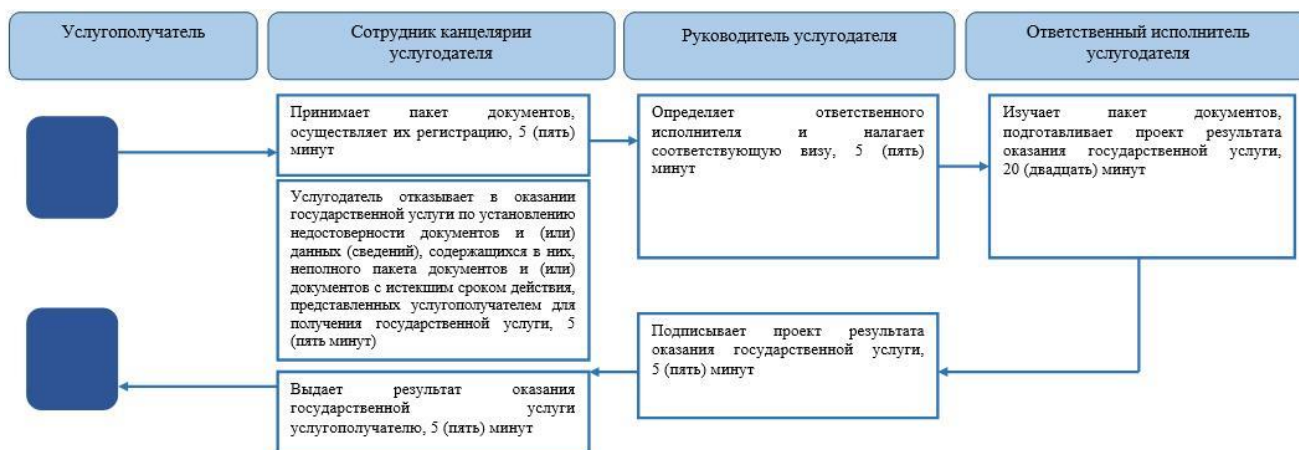 Услугополучатель
Сотрудник канцелярии
услугодателя
Руководитель услугодателя
Ответственный исполнитель
услугодателя
Принимает пакет документов,
осуществляет их регистрацию, 5 (пять)
минут
Определяет ответственного
исполнителя и налагает
соответствующую визу, 5 (пять)
минут
Изучает пакет документов,
подготавливает проект результата
оказания государственной услуги,
20 (двадцать) минут
Услугодатель отказывает в оказании
государственной услуги по установлению
недостоверности документов и (или)
данных (сведений), содержащихся в них,
неполного пакета документов и (или)
документов с истекшим сроком действия,
представленных услугополучателем для
получения государственной услуги, 5
(пять минут)
Подписывает проект результата
оказания государственной услуги,
5 (пять) минут
Выдает результат оказания
государственной услуги
услугополучателю, 5 (пять) минут